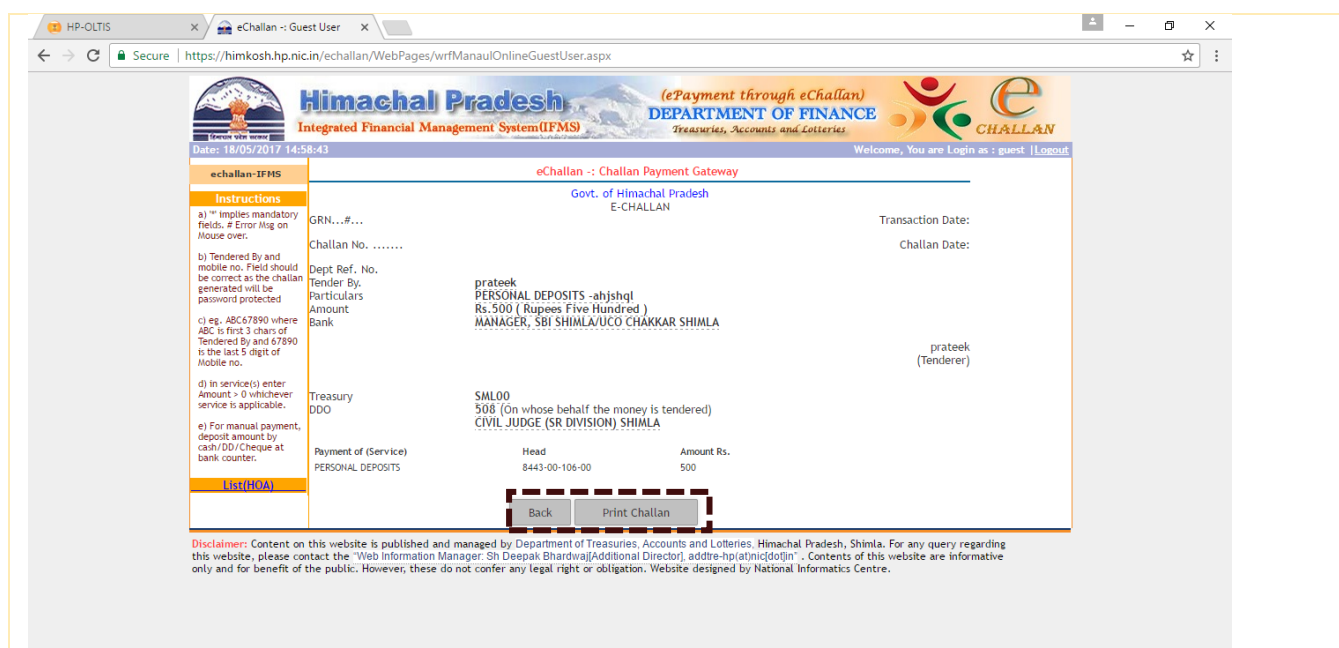 HP-OLTIS
eChallan -: Guest User
Secure https://himkosh.hp.nic.in/echallan/WebPages/wrfManaulOnlineGuestUser.aspx
Himachal Pradesh
Integrated Financial Management System(IFMS)
(ePayment through eChallan)
DEPARTMENT OF FINANCE
Treasuries, Accounts and Lotteries
e
CHALLAN
Date: 18/05/2017 14:58:43
Welcome, You are Login as : guest |Logout
echallan-IFMS
Instructions
a) '*' implies mandatory
fields. # Error Msg on
Mouse over.
b) Tendered By and
mobile no. Field should
be correct as the challan
generated will be
password protected
c) eg. ABC67890 where
ABC is first 3 chars of
Tendered By and 67890
is the last 5 digit of
Mobile no.
d) in service(s) enter
Amount > 0 whichever
service is applicable.
e) For manual payment,
deposit amount by
cash/DD/Cheque at
bank counter.
List(HOA)
eChallan -: Challan Payment Gateway
Govt. of Himachal Pradesh
E-CHALLAN
GRN...#... Transaction Date:
Challan No. ....... Challan Date:
Dept Ref. No.
Tender By. prateek
Particulars PERSONAL DEPOSITS -ahjshql
Amount Rs.500 ( Rupees Five Hundred )
Bank MANAGER, SBI SHIMLA/UCO CHAKKAR SHIMLA
prateek
(Tenderer)
Treasury SML00
DDO 508 (On whose behalf the money is tendered)
CIVIL JUDGE (SR DIVISION) SHIMLA
Payment of (Service) Head Amount Rs.
PERSONAL DEPOSITS 8443-00-106-00 500
Back Print Challan
Disclaimer: Content on this website is published and managed by Department of Treasuries, Accounts and Lotteries, Himachal Pradesh, Shimla. For any query regarding
this website, please contact the "Web Information Manager: Sh Deepak Bhardwaj[Additional Director], addtre-hp(at)nic[dot]in" . Contents of this website are informative
only and for benefit of the public. However, these do not confer any legal right or obligation. Website designed by National Informatics Centre.